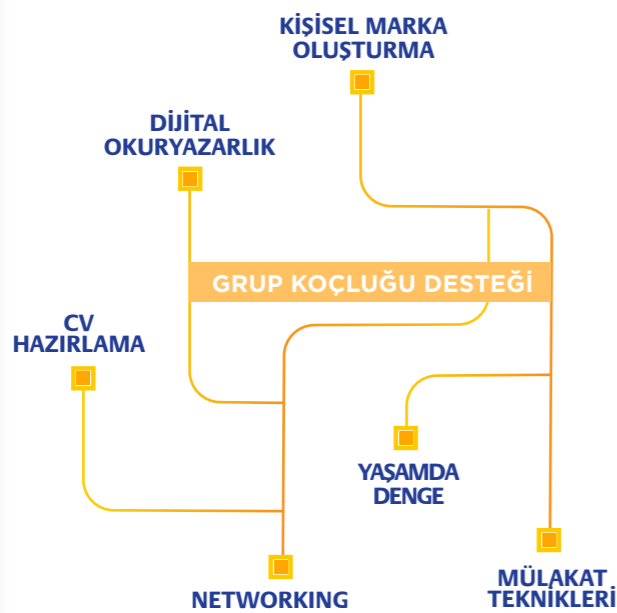 KİŞİSEL MARKA
OLUŞTURMA
DİJİTAL
OKURYAZARLIK
GRUP KOÇLUĞU DESTEĞİ
CV
HAZIRLAMA
YAŞAMDA
DENGE
NETWORKING
MÜLAKAT
TEKNİKLERİ